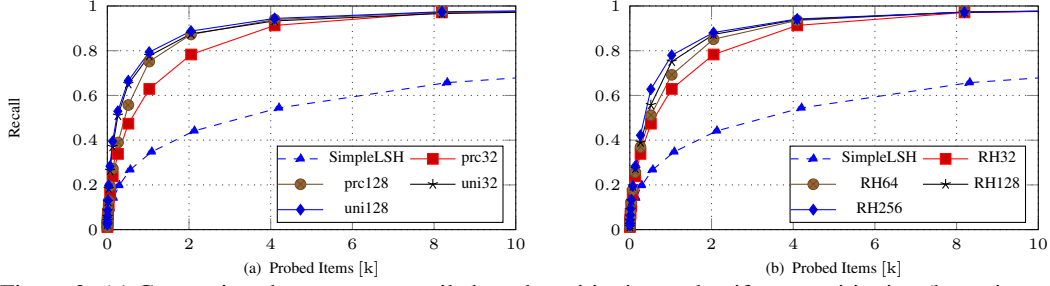 1
0.8
0.6
0.4
0.2
0
Recall
SimpleLSH prc32
prc128 uni32
uni128
0 2 4 6 8 10
(a) Probed Items [k]
1
0.8
0.6
0.4
0.2
0
SimpleLSH RH32
RH64 RH128
RH256
0 2 4 6 8 10
(b) Probed Items [k]